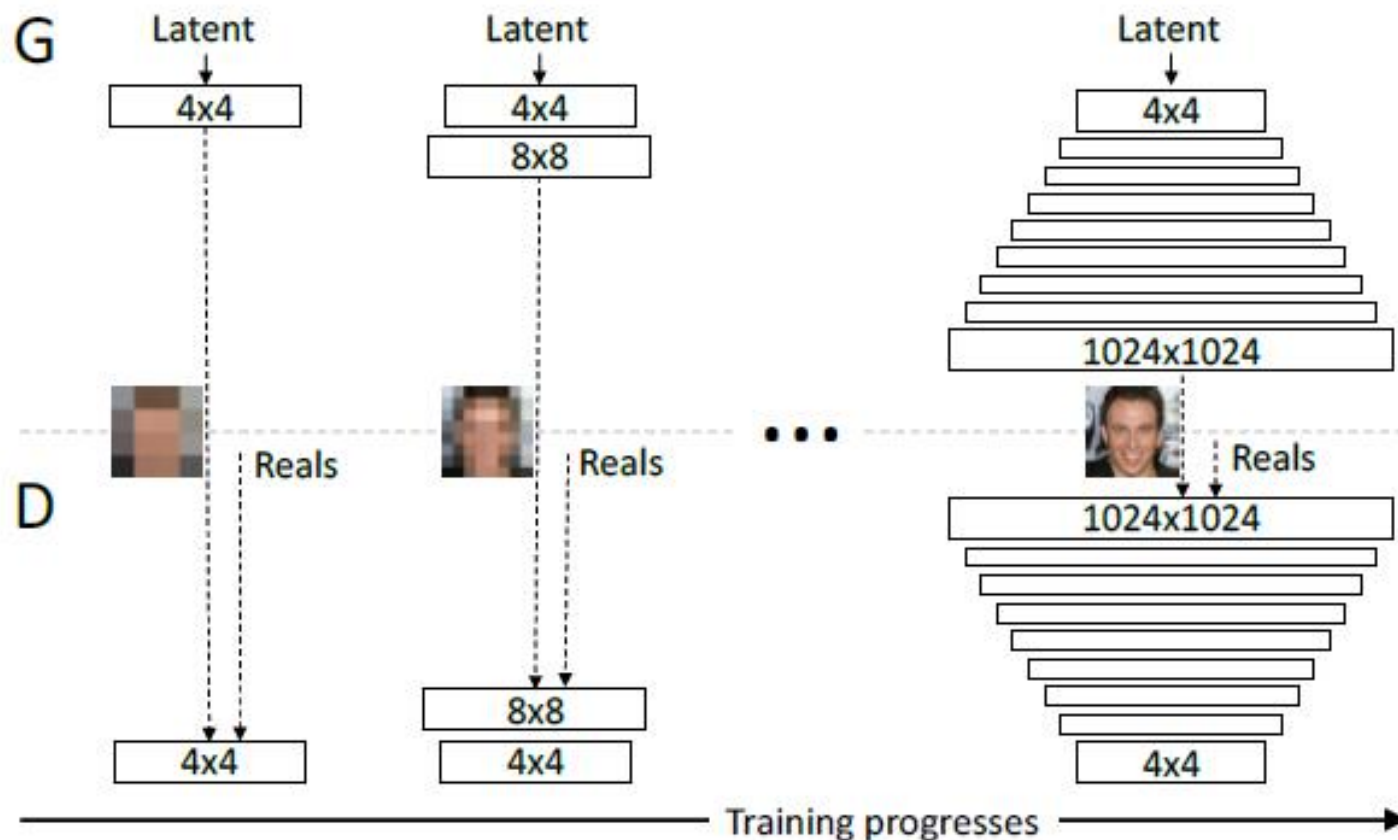 G
Latent
Latent
Latent
4x4
4x4
4x4
8x8
1024x1024
Reals
Reals
Reals
D
1024x1024
8x8
4x4
4x4
4x4
Training progresses